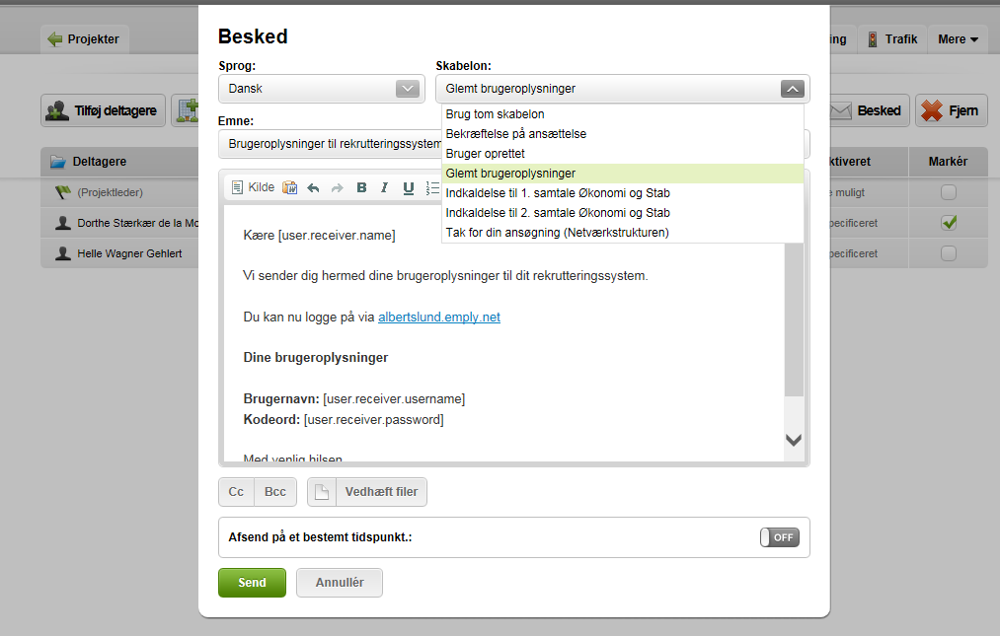 Projekter
ing
Trafik
Mere
Tilføj deltagere
Besked
Fjern
Deltagere
ktiveret
Markér
(Projektleder)
e muligt
Dorthe Stærkær de la Mo
pecificeret
Helle Wagner Gehlert
pecificeret
Besked
Sprog:
Skabelon:
Dansk
Glemt brugeroplysninger
Brug tom skabelon
Bekræftelse på ansættelse
Bruger oprettet
Glemt brugeroplysninger
Indkaldelse til 1. samtale Økonomi og Stab
Indkaldelse til 2. samtale Økonomi og Stab
Tak for din ansøgning (Netværkstrukturen)
Emne:
Brugeroplysninger til rekrutteringssystem
Kilde
B I U
Kære [user.receiver.name]
Vi sender dig hermed dine brugeroplysninger til dit rekrutteringssystem.
Du kan nu logge på via albertslund.emply.net
Dine brugeroplysninger
Brugernavn: [user.receiver.username]
Kodeord: [user.receiver.password]
Med venlig hilsen
Cc
Bcc
Vedhæft filer
Afsend på et bestemt tidspunkt.:
OFF
Send
Annullér